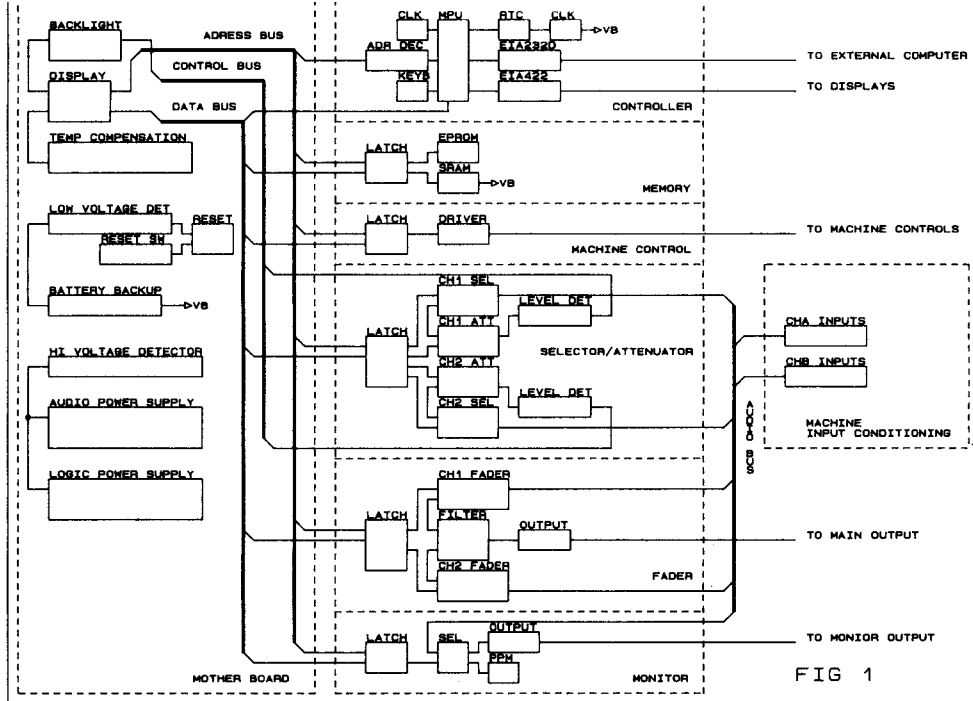 BACKLIGHT
ADRESS BUS
CONTROL BUS
DISPLAY
DATA BUS
TEMP COMPENSATION
LOW VOLTAGE DET
RESET
RESET SW
BATTERY BACKUP
VB
HI VOLTAGE DETECTOR
AUDIO POWER SUPPLY
LOGIC POWER SUPPLY
MOTHER BOARD
CLK
MPU
RTC
CLK
VB
ADR DEC
EIA232D
TO EXTERNAL COMPUTER
KEYB
EIA422
TO DISPLAYS
CONTROLLER
LATCH
EPROM
SRAM
VB
MEMORY
LATCH
DRIVER
TO MACHINE CONTROLS
MACHINE CONTROL
CH1 SEL
LEVEL DET
LATCH
CH1 ATT
SELECTOR/ATTENUATOR
CH2 ATT
LEVEL DET
CH2 SEL
CHA INPUTS
CHB INPUTS
MACHINE
INPUT CONDITIONING
AUDIO BUS
CH1 FADER
LATCH
FILTER
OUTPUT
TO MAIN OUTPUT
CH2 FADER
FADER
LATCH
SEL
OUTPUT
TO MONIOR OUTPUT
PPM
MONITOR
FIG 1